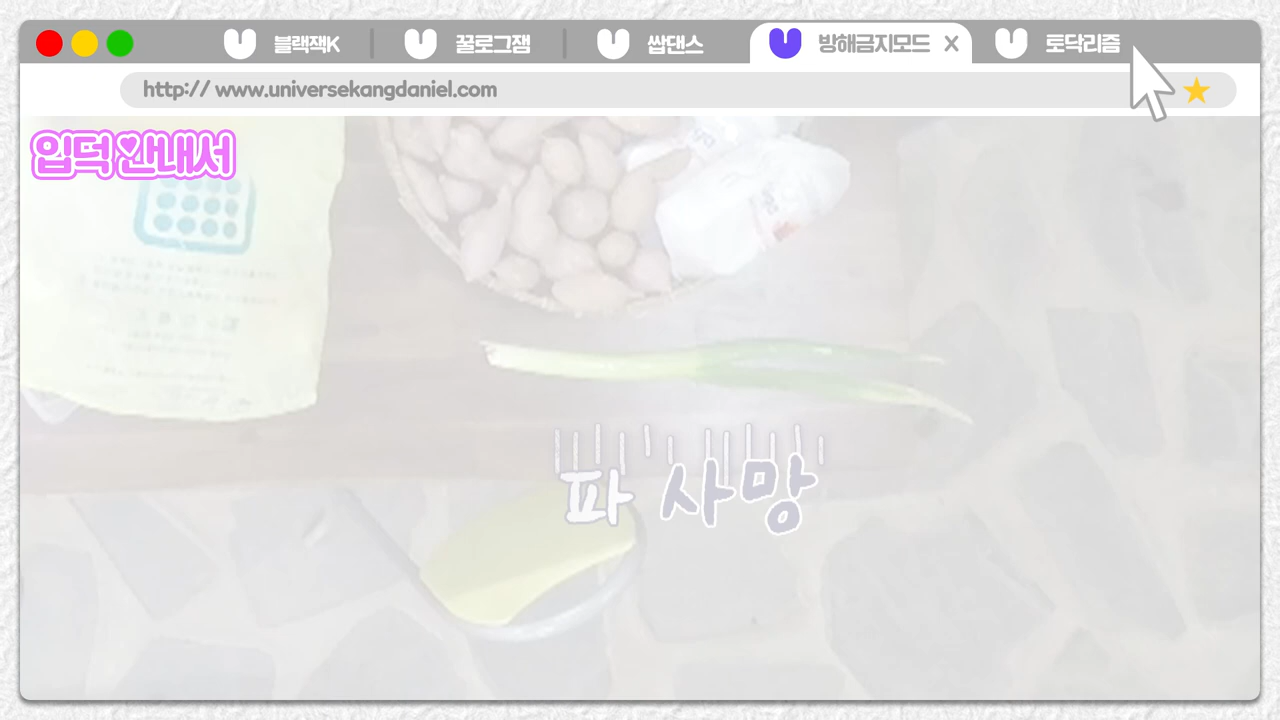 블랙잭K
꿀로그잼
쌉댄스
방해금지모드 X
토닥리즘
http:// www.universekangdaniel.com
입덕 안내서
파 사망